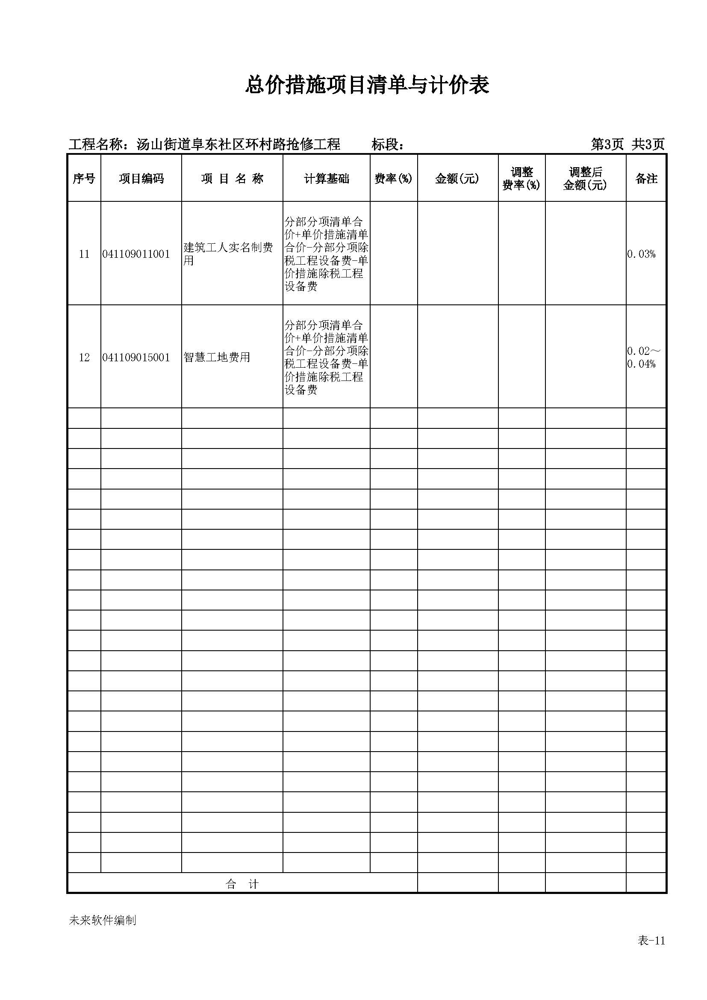 总价措施项目清单与计价表
工程名称：汤山街道阜东社区环村路抢修工程 标段： 第3页 共3页
序号 项目编码 项 目 名 称 计算基础 费率(%) 金额(元) 调整 费率(%) 调整后 金额(元) 备注
11 041109011001
建筑工人实名制费
用
分部分项清单合
价+单价措施清单
合价-分部分项除
税工程设备费-单
价措施除税工程
设备费
0.03%
12 041109015001 智慧工地费用
分部分项清单合
价+单价措施清单
合价-分部分项除
税工程设备费-单
价措施除税工程
设备费
0.02～
0.04%
合 计
未来软件编制
表-11